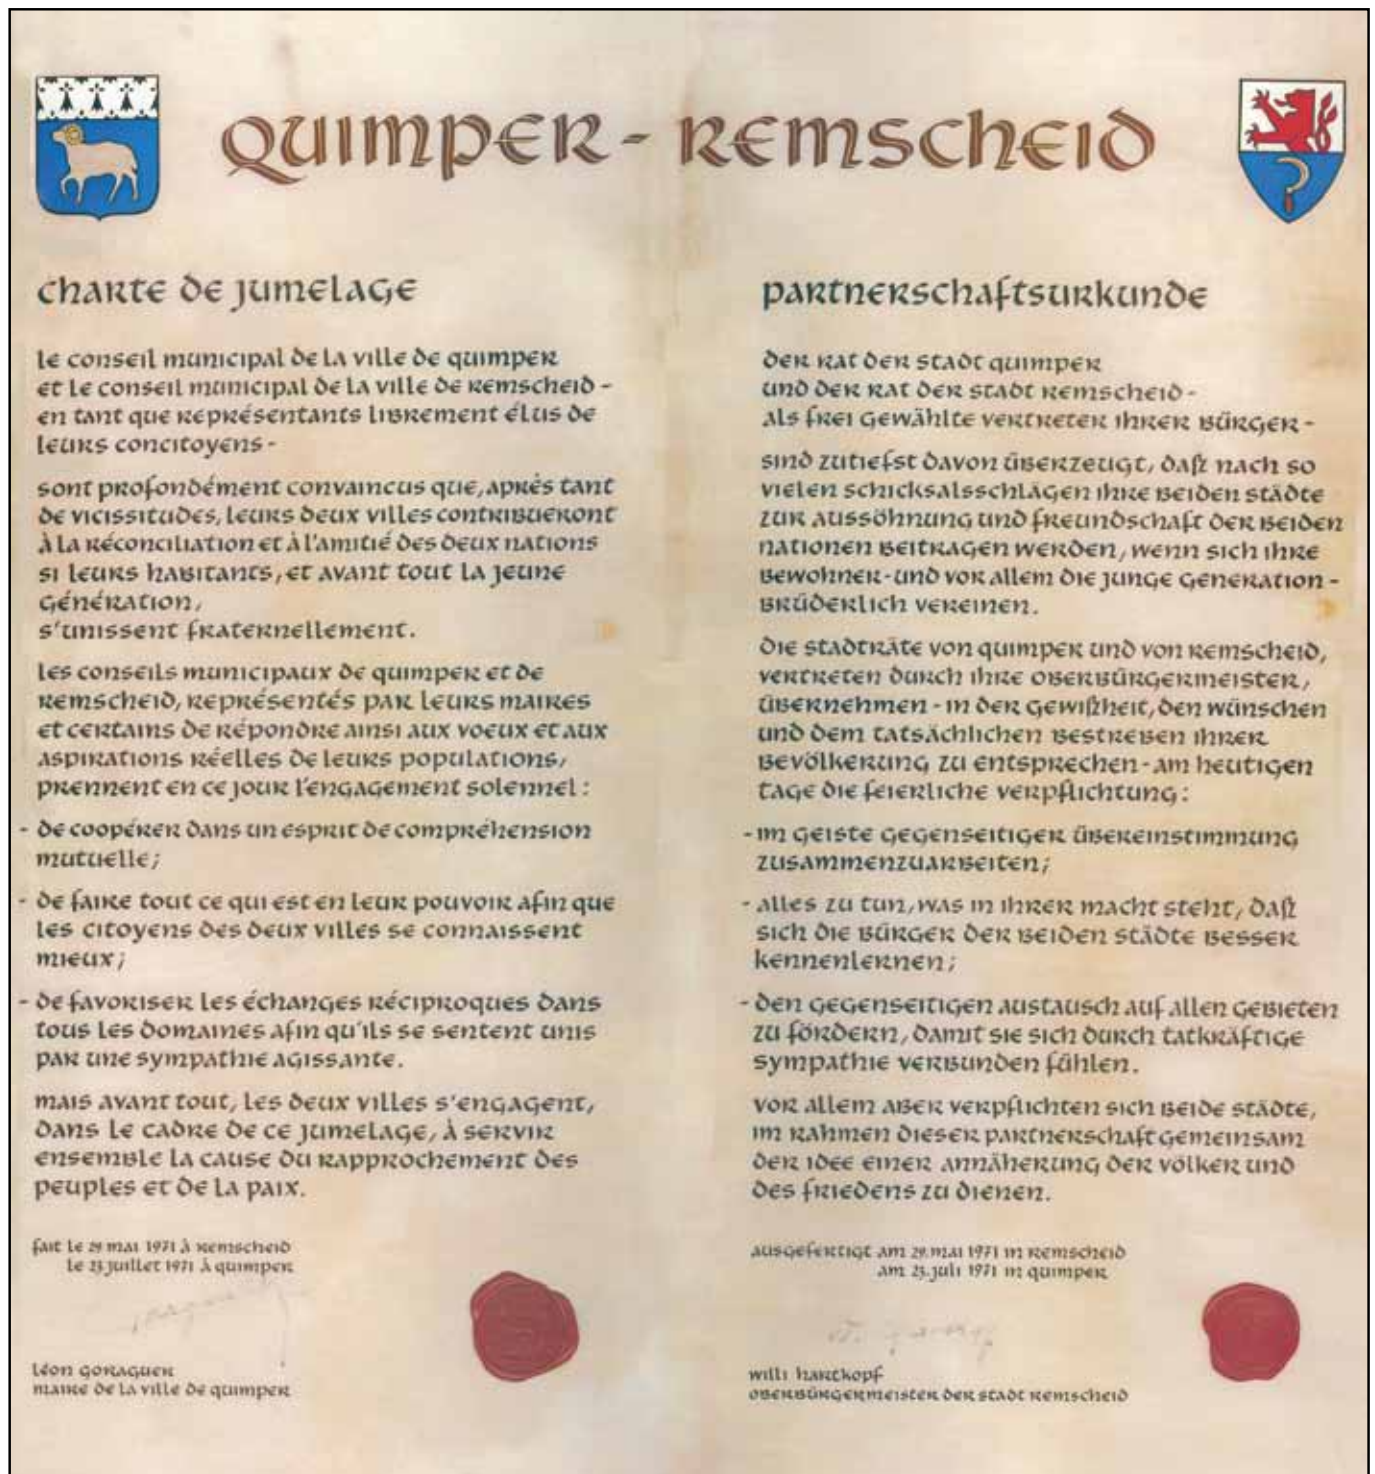 QUIMPER - REMSCHEID
charte de jumelage
le conseil municipal de la ville de quimper
et le conseil municipal de la ville de remscheid -
en tant que représentants librement élus de
leurs concitoyens -
sont profondément convaincus que, après tant
de vicissitudes, leurs deux villes contribueront
à la réconciliation et à l'amitié des deux nations
si leurs habitants, et avant tout la jeune
génération,
s'unissent fraternellement.
les conseils municipaux de quimper et de
remscheid, représentés par leurs maires
et certains de répondre ainsi aux voeux et aux
aspirations réelles de leurs populations,
prennent en ce jour l'engagement solennel :
- de coopérer dans un esprit de compréhension
mutuelle;
- de faire tout ce qui est en leur pouvoir afin que
les citoyens des deux villes se connaissent
mieux;
- de favoriser les échanges réciproques dans
tous les domaines afin qu'ils se sentent unis
par une sympathie agissante.
mais avant tout, les deux villes s'engagent,
dans le cadre de ce jumelage, à servir
ensemble la cause du rapprochement des
peuples et de la paix.
fait le 29 mai 1971 à remscheid
le 23 juillet 1971 à quimper
léon goraguer
maire de la ville de quimper
partnerschaftsurkunde
der rat der stadt quimper
und der rat der stadt remscheid -
als frei gewählte vertreter ihrer bürger -
sind zutiefst davon überzeugt, daß nach so
vielen schicksalsschlägen ihre beiden städte
zur aussöhnung und freundschaft der beiden
nationen beitragen werden, wenn sich ihre
bewohner - und vor allem die junge generation -
brüderlich vereinen.
die stadträte von quimper und von remscheid,
vertreten durch ihre oberbürgermeister,
übernehmen - in der gewißheit, den wünschen
und dem tatsächlichen bestreben ihrer
bevölkerung zu entsprechen - am heutigen
tage die feierliche verpflichtung :
- im geiste gegenseitiger übereinstimmung
zusammenzuarbeiten;
- alles zu tun, was in ihrer macht steht, daß
sich die bürger der beiden städte besser
kennenlernen;
- den gegenseitigen austausch auf allen gebieten
zu fördern, damit sie sich durch tatkräftige
sympathie verbunden fühlen.
vor allem aber verpflichten sich beide städte,
im rahmen dieser partnerschaft gemeinsam
der idee einer annäherung der völker und
des friedens zu dienen.
ausgefertigt am 29. mai 1971 in remscheid
am 23. juli 1971 in quimper
willi hartkopf
oberbürgermeister der stadt remscheid